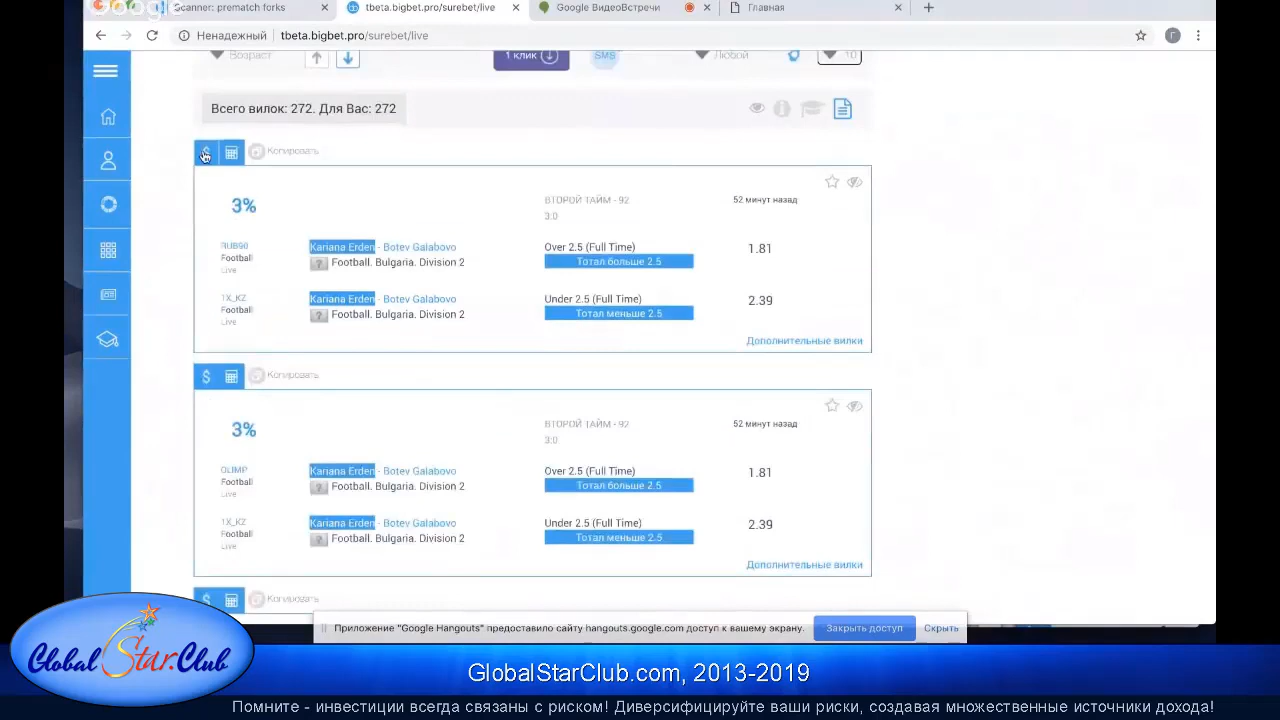 Google
Scanner: prematch forks
tbeta.bigbet.pro/surebet/live
Google ВидеоВстречи
Главная
Ненадежный
tbeta.bigbet.pro/surebet/live
Г
Возраст
1 клик
SMS
Любой
10
Всего вилок: 272. Для Вас: 272
Копировать
3%
ВТОРОЙ ТАЙМ - 92
52 минут назад
3:0
RUB90
Football
Live
Kariana Erden - Botev Galabovo
Football. Bulgaria. Division 2
Over 2.5 (Full Time)
Тотал больше 2.5
1.81
1X_KZ
Football
Live
Kariana Erden - Botev Galabovo
Football. Bulgaria. Division 2
Under 2.5 (Full Time)
Тотал меньше 2.5
2.39
Дополнительные вилки
$
Копировать
3%
ВТОРОЙ ТАЙМ - 92
52 минут назад
3:0
OLIMP
Football
Live
Kariana Erden - Botev Galabovo
Football. Bulgaria. Division 2
Over 2.5 (Full Time)
Тотал больше 2.5
1.81
1X_KZ
Football
Live
Kariana Erden - Botev Galabovo
Football. Bulgaria. Division 2
Under 2.5 (Full Time)
Тотал меньше 2.5
2.39
Дополнительные вилки
$
Копировать
Приложение "Google Hangouts" предоставило сайту hangouts.google.com доступ к вашему экрану.
Закрыть доступ
Скрыть
Global Star.Club
GlobalStarClub.com, 2013-2019
Помните - инвестиции всегда связаны с риском! Диверсифицируйте ваши риски, создавая множественные источники дохода!